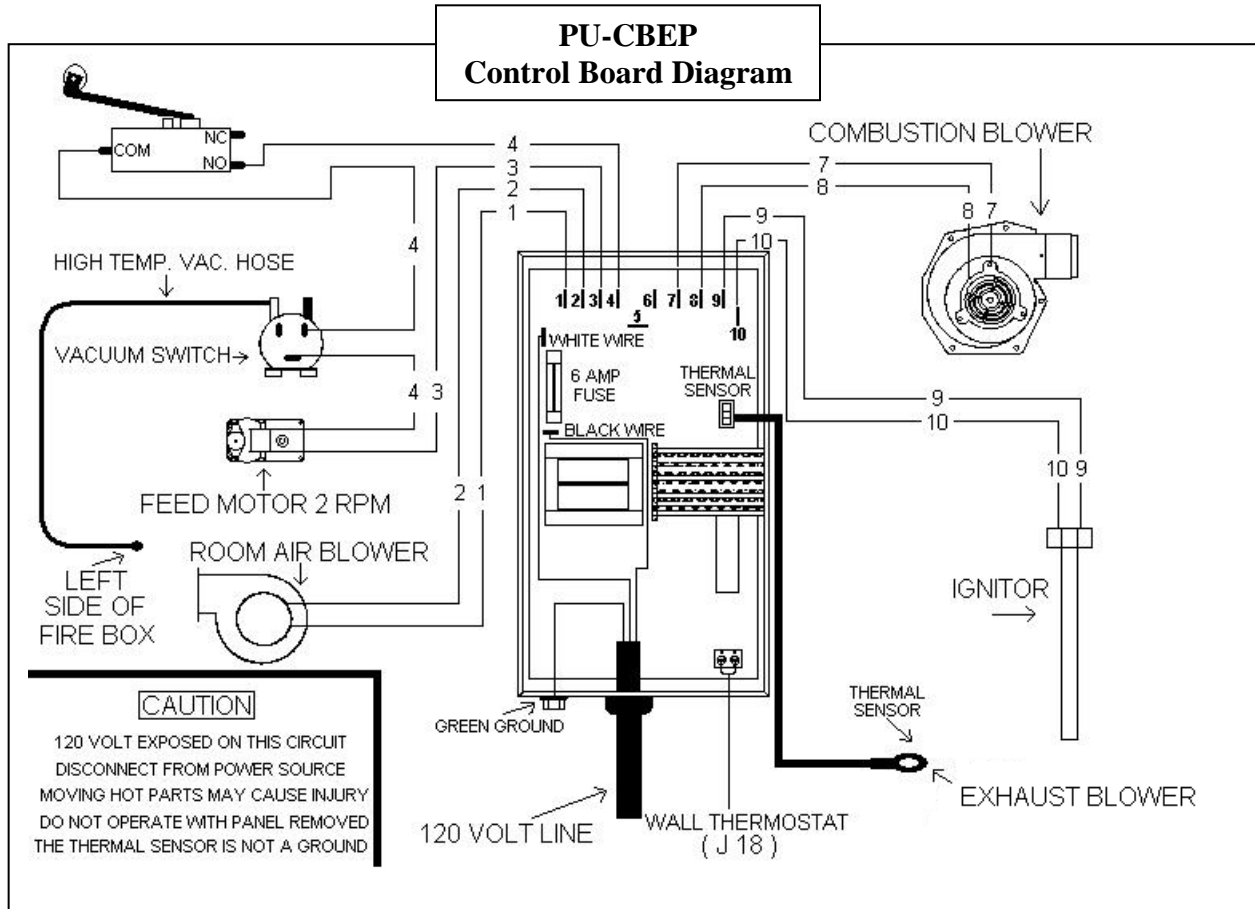 PU-CBEP
Control Board Diagram
NC
COM
NO
4
3
2
1
4
HIGH TEMP. VAC. HOSE
VACUUM SWITCH
4 3
FEED MOTOR 2 RPM
2 1
ROOM AIR BLOWER
LEFT
SIDE OF
FIRE BOX
CAUTION
120 VOLT EXPOSED ON THIS CIRCUIT
DISCONNECT FROM POWER SOURCE
MOVING HOT PARTS MAY CAUSE INJURY
DO NOT OPERATE WITH PANEL REMOVED
THE THERMAL SENSOR IS NOT A GROUND
1 2 3 4 6 7 8 9
5
10
WHITE WIRE
6 AMP
FUSE
BLACK WIRE
THERMAL
SENSOR
GREEN GROUND
120 VOLT LINE
WALL THERMOSTAT
( J 18 )
COMBUSTION BLOWER
7
8
8 7
9
10
9
10
10 9
IGNITOR
THERMAL
SENSOR
EXHAUST BLOWER